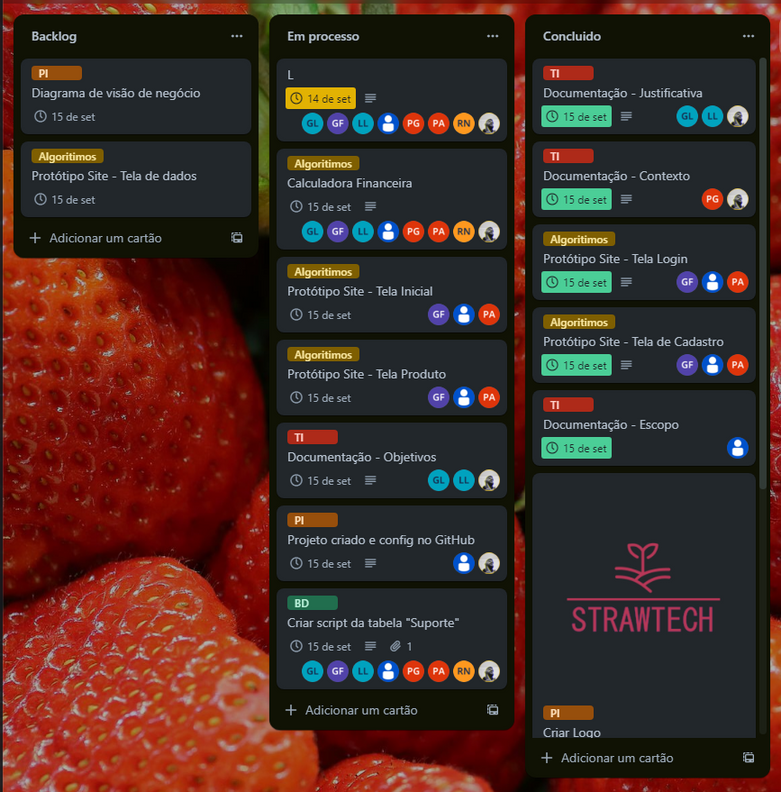 Backlog
PI
Diagrama de visão de negócio
15 de set
Algoritimos
Protótipo Site - Tela de dados
15 de set
Adicionar um cartão
Em processo
L
14 de set
GL GF LL PG PA RN
Algoritimos
Calculadora Financeira
15 de set
GL GF LL PG PA RN
Algoritimos
Protótipo Site - Tela Inicial
15 de set
GF PA
Algoritimos
Protótipo Site - Tela Produto
15 de set
GF PA
TI
Documentação - Objetivos
15 de set
GL LL
PI
Projeto criado e config no GitHub
15 de set
BD
Criar script da tabela "Suporte"
15 de set 1
GL GF LL PG PA RN
Adicionar um cartão
Concluido
TI
Documentação - Justificativa
15 de set GL LL
TI
Documentação - Contexto
15 de set PG
Algoritimos
Protótipo Site - Tela Login
15 de set GF PA
Algoritimos
Protótipo Site - Tela de Cadastro
15 de set GF PA
TI
Documentação - Escopo
15 de set
STRAWTECH
PI
Criar Logo
Adicionar um cartão